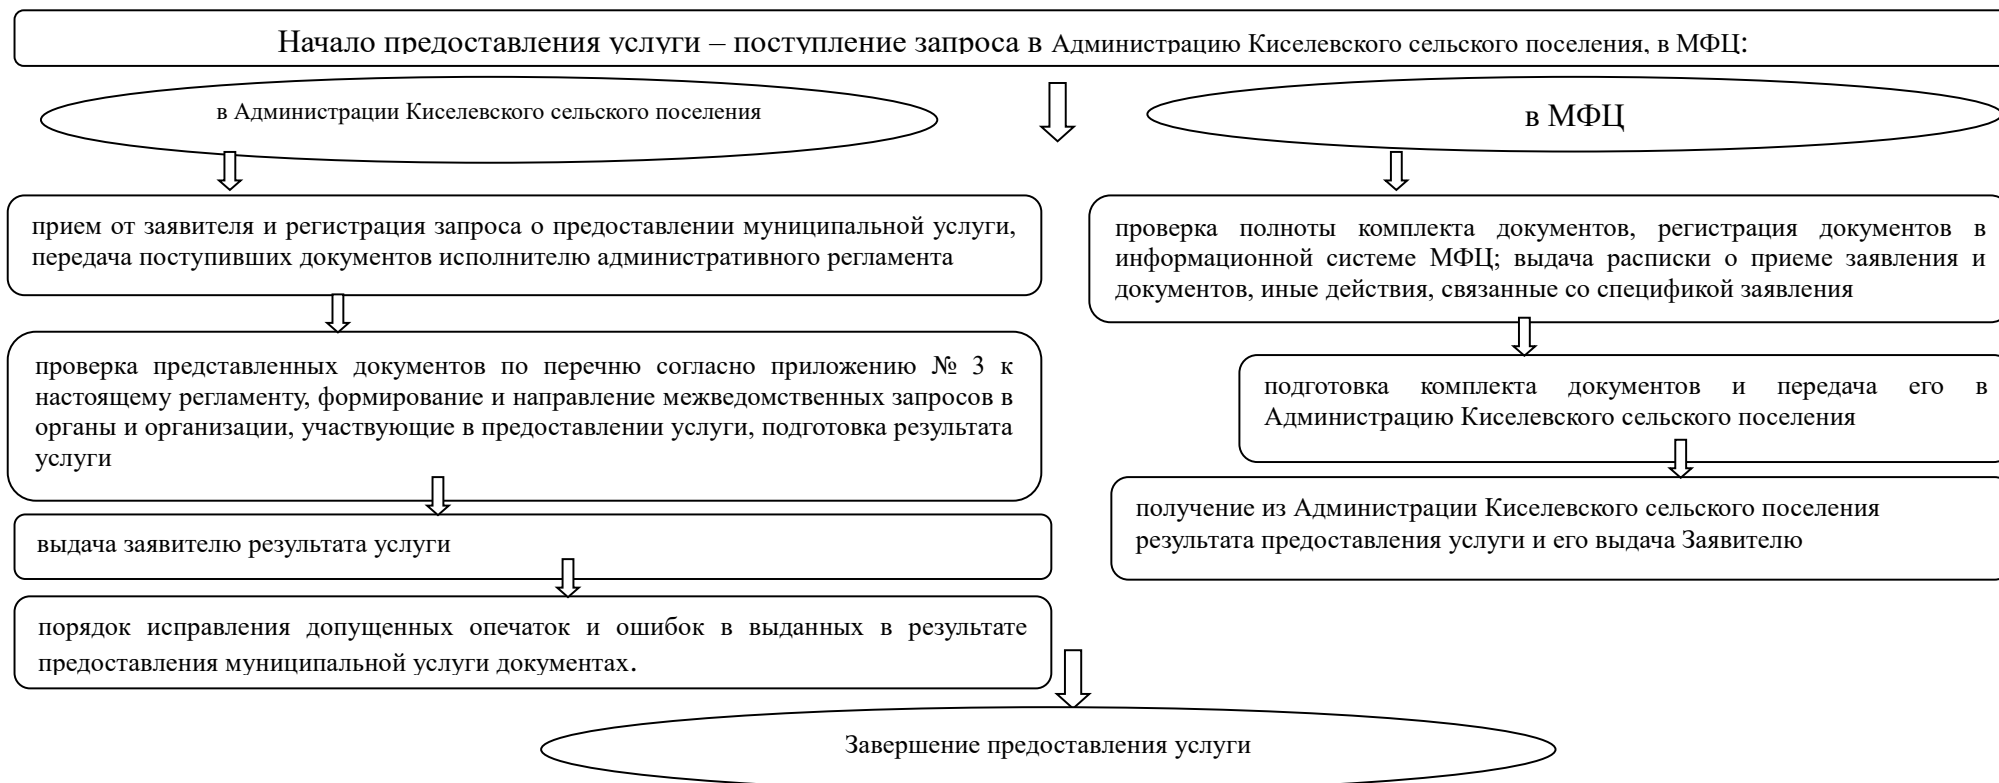 Начало предоставления услуги – поступление запроса в Администрацию Киселевского сельского поселения, в МФЦ:
в Администрации Киселевского сельского поселения
прием от заявителя и регистрация запроса о предоставлении муниципальной услуги,
передача поступивших документов исполнителю административного регламента
проверка представленных документов по перечню согласно приложению № 3 к
настоящему регламенту, формирование и направление межведомственных запросов в
органы и организации, участвующие в предоставлении услуги, подготовка результата
услуги
выдача заявителю результата услуги
порядок исправления допущенных опечаток и ошибок в выданных в результате
предоставления муниципальной услуги документах.
в МФЦ
проверка полноты комплекта документов, регистрация документов в
информационной системе МФЦ; выдача расписки о приеме заявления и
документов, иные действия, связанные со спецификой заявления
подготовка комплекта документов и передача его в
Администрацию Киселевского сельского поселения
получение из Администрации Киселевского сельского поселения
результата предоставления услуги и его выдача Заявителю
Завершение предоставления услуги